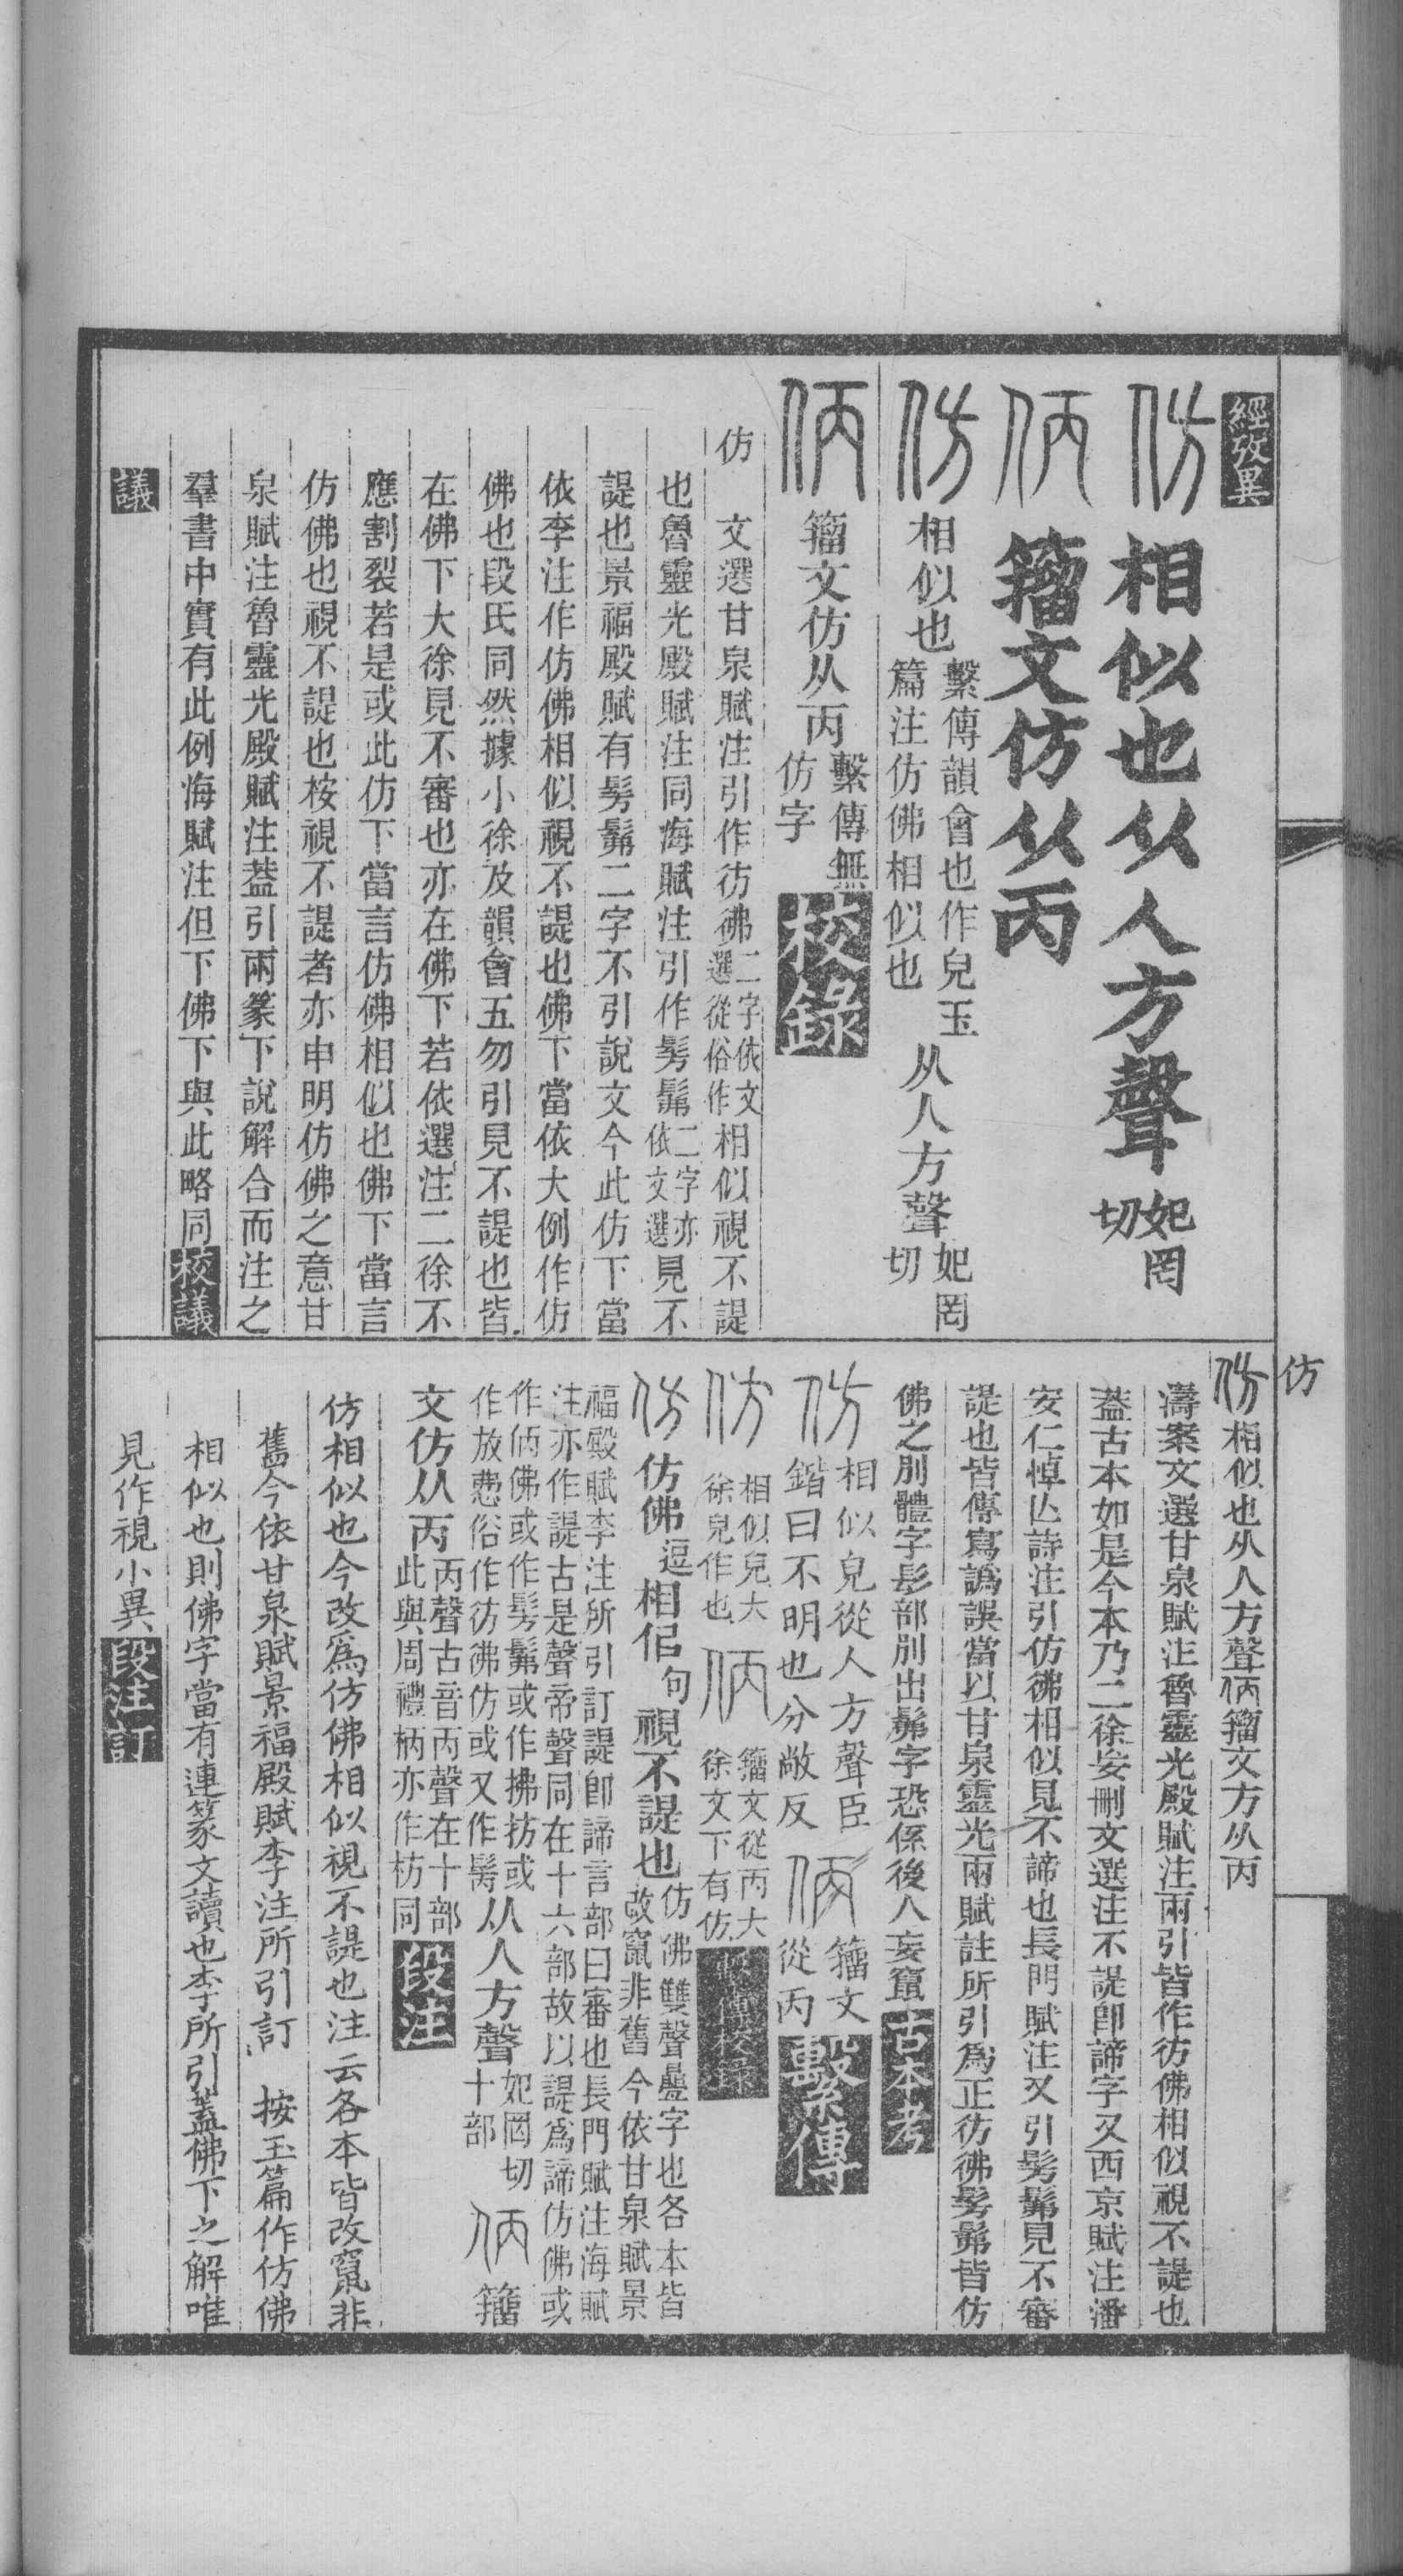 經攷異
仿 相似也从人方聲妃罔切
㑂 籀文仿从丙
仿 相似也繫傳韻會也作皃玉篇注仿佛相似也从人方聲妃罔切
㑂 籀文仿从丙繫傳無仿字 校錄
仿 文選甘泉賦注引作彷彿二字依文選從俗作文相似視不諟
也魯靈光殿賦注同海賦注引作髣髴二字亦依文選見不
諟也景福殿賦有髣髴二字不引說文今此仿下當
依李注作仿佛相似視不諟也佛下當依大例作仿
佛也段氏同然據小徐及韻會五勿引見不諟也皆
在佛下大徐見不審也亦在佛下若依選注二徐不
應割裂若是或此仿下當言仿佛相似也佛下當言
仿佛也視不諟也桉視不諟者亦申明仿佛之意甘
泉賦注魯靈光殿賦注葢引兩篆下說解合而注之
羣書中實有此例海賦注但下佛下與此略同 校議
議
仿
仿 相似也从人方聲㑂籀文方从丙
濤案文選甘泉賦注魯靈光殿賦注兩引皆作彷佛相似視不諟也
葢古本如是今本乃二徐妄刪文選注不諟卽諦字又西京賦注潘
安仁悼亾詩注引仿彿相似見不諦也長門賦注又引髣髴見不審
諟也皆傳寫譌誤當以甘泉靈光兩賦註所引爲正彷彿髣髴皆仿
佛之別體字髟部別出髴字恐係後人妄竄 古本考
仿 相似皃從人方聲臣鍇曰不明也分敞反 㑂 籀文從丙 繫傳
仿 相似皃大徐皃作也 㑂 籀文從丙大徐文下有仿 繫傳校錄
仿 仿佛逗相佀句視不諟也仿佛雙聲疊字也各本皆改竄非舊今依甘泉賦景
福殿賦李注所引訂諟卽諦言部曰審也長門賦注海賦注亦作諟古是聲帝聲同在十六部故以諟爲諦仿佛或
作㑂佛或作髣髴或作拂妨或作放悲俗作彷彿仿或又作髣从人方聲妃罔切十部㑂籀
文仿从丙丙聲古音丙聲在十部此與周禮柄亦作枋同 段注
仿相似也今改爲仿佛相似視不諟也注云各本皆改竄非
舊今依甘泉賦景福殿賦李注所引訂 按玉篇作仿佛
相似也則佛字當有連篆文讀也李所引葢佛下之解唯
見作視小異 段注訂